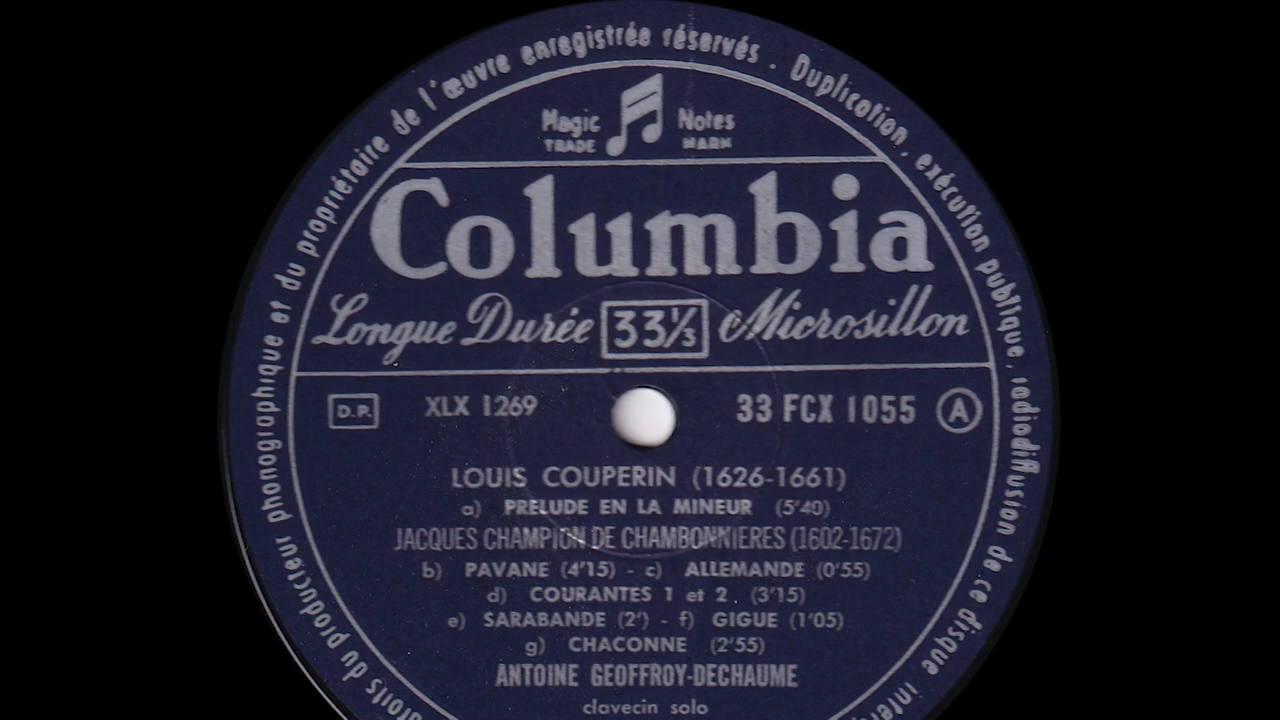 droits du producteur phonographique et du propriétaire de l'œuvre enregistrée réservés . Duplication, exécution publique, radiodiffusion de ce disque
Magic Notes
TRADE MARK
Columbia
Longue Durée 33⅓ Microsillon
D.P. XLX 1269 33 FCX 1055 A
LOUIS COUPERIN (1626-1661)
a) PRELUDE EN LA MINEUR (5'40)
JACQUES CHAMPION DE CHAMBONNIERES (1602-1672)
b) PAVANE (4'15) - c) ALLEMANDE (0'55)
d) COURANTES 1 et 2 . (3'15)
e) SARABANDE (2') - f) GIGUE (1'05)
g) CHACONNE (2'55)
ANTOINE GEOFFROY-DECHAUME
clavecin solo